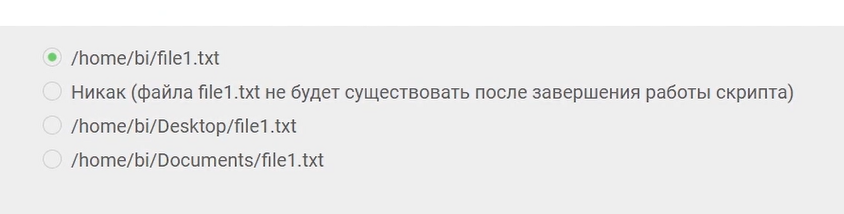 /home/bi/file1.txt
Никак (файла file1.txt не будет существовать после завершения работы скрипта)
/home/bi/Desktop/file1.txt
/home/bi/Documents/file1.txt